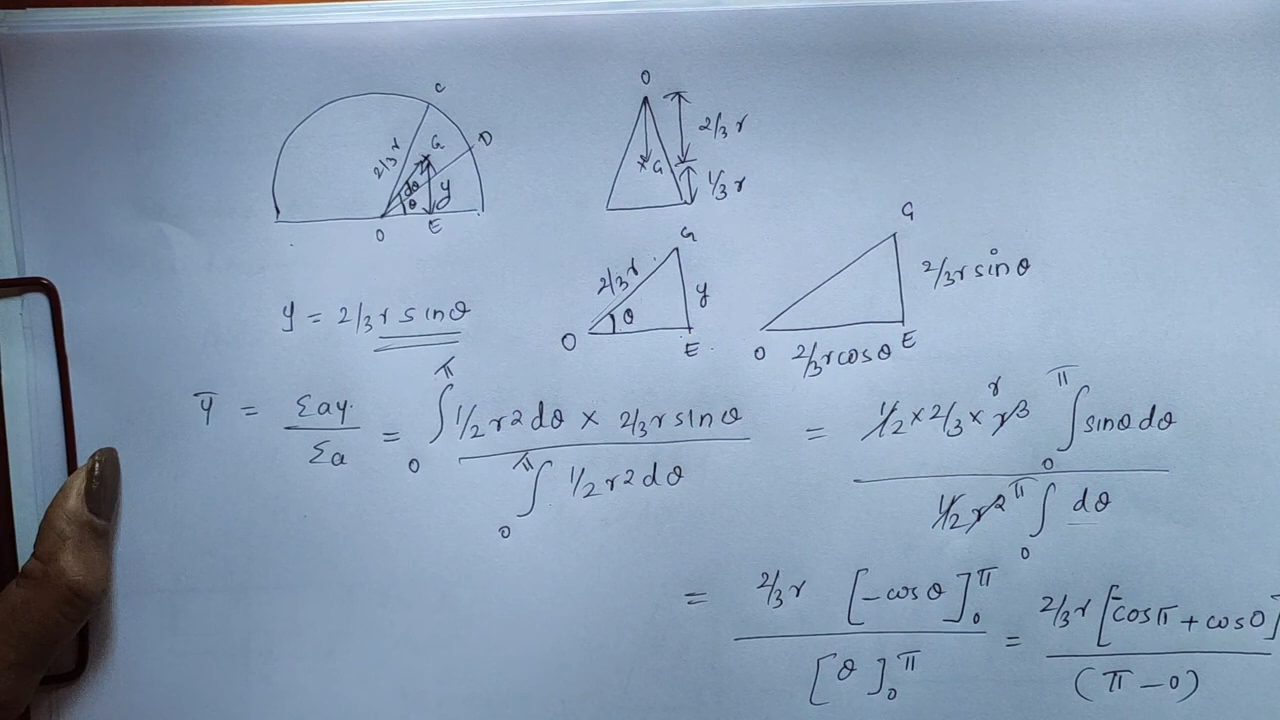 C
D
G
2/3 r
dθ
θ
y
O
E
O
2/3 r
G
1/3 r
G
2/3 r
θ
y
O
E.
G
2/3 r sinθ
O
2/3 r cosθ
E
y = 2/3 r sinθ
ȳ = Σay. / Σa = ∫₀^π 1/2 r2 dθ × 2/3 r sinθ / ∫₀^π 1/2 r2 dθ = 1/2 × 2/3 × r3 r ∫₀^π sinθ dθ / 1/2 r2 ∫₀^π dθ
= 2/3 r [-cosθ]₀^π / [θ]₀^π = 2/3 r [-cosπ + cos0] / (π - 0)